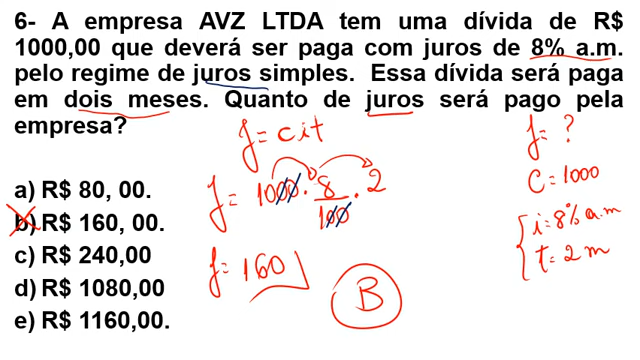 6- A empresa AVZ LTDA tem uma dívida de R$
1000,00 que deverá ser paga com juros de 8% a.m.
pelo regime de juros simples. Essa dívida será paga
em dois meses. Quanto de juros será pago pela
empresa?
J=cit
J= ?
C=1000
i=8% a.m
t=2m
J= 1000. 8/100 . 2
J= 160
B
a) R$ 80, 00.
b) R$ 160, 00.
c) R$ 240,00
d) R$ 1080,00
e) R$ 1160,00.